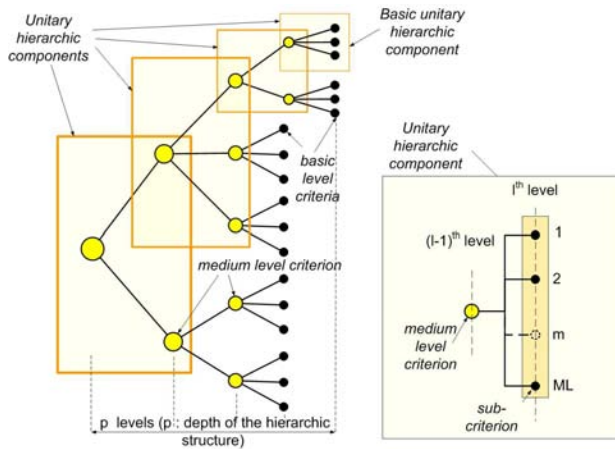 Unitary
hierarchic
components
Basic unitary
hierarchic
component
basic
level
criteria
medium level criterion
p levels (p : depth of the hierarchic
structure)
Unitary
hierarchic
component
lth level
(l-1)th level
1
2
m
ML
medium
level
criterion
sub-
criterion